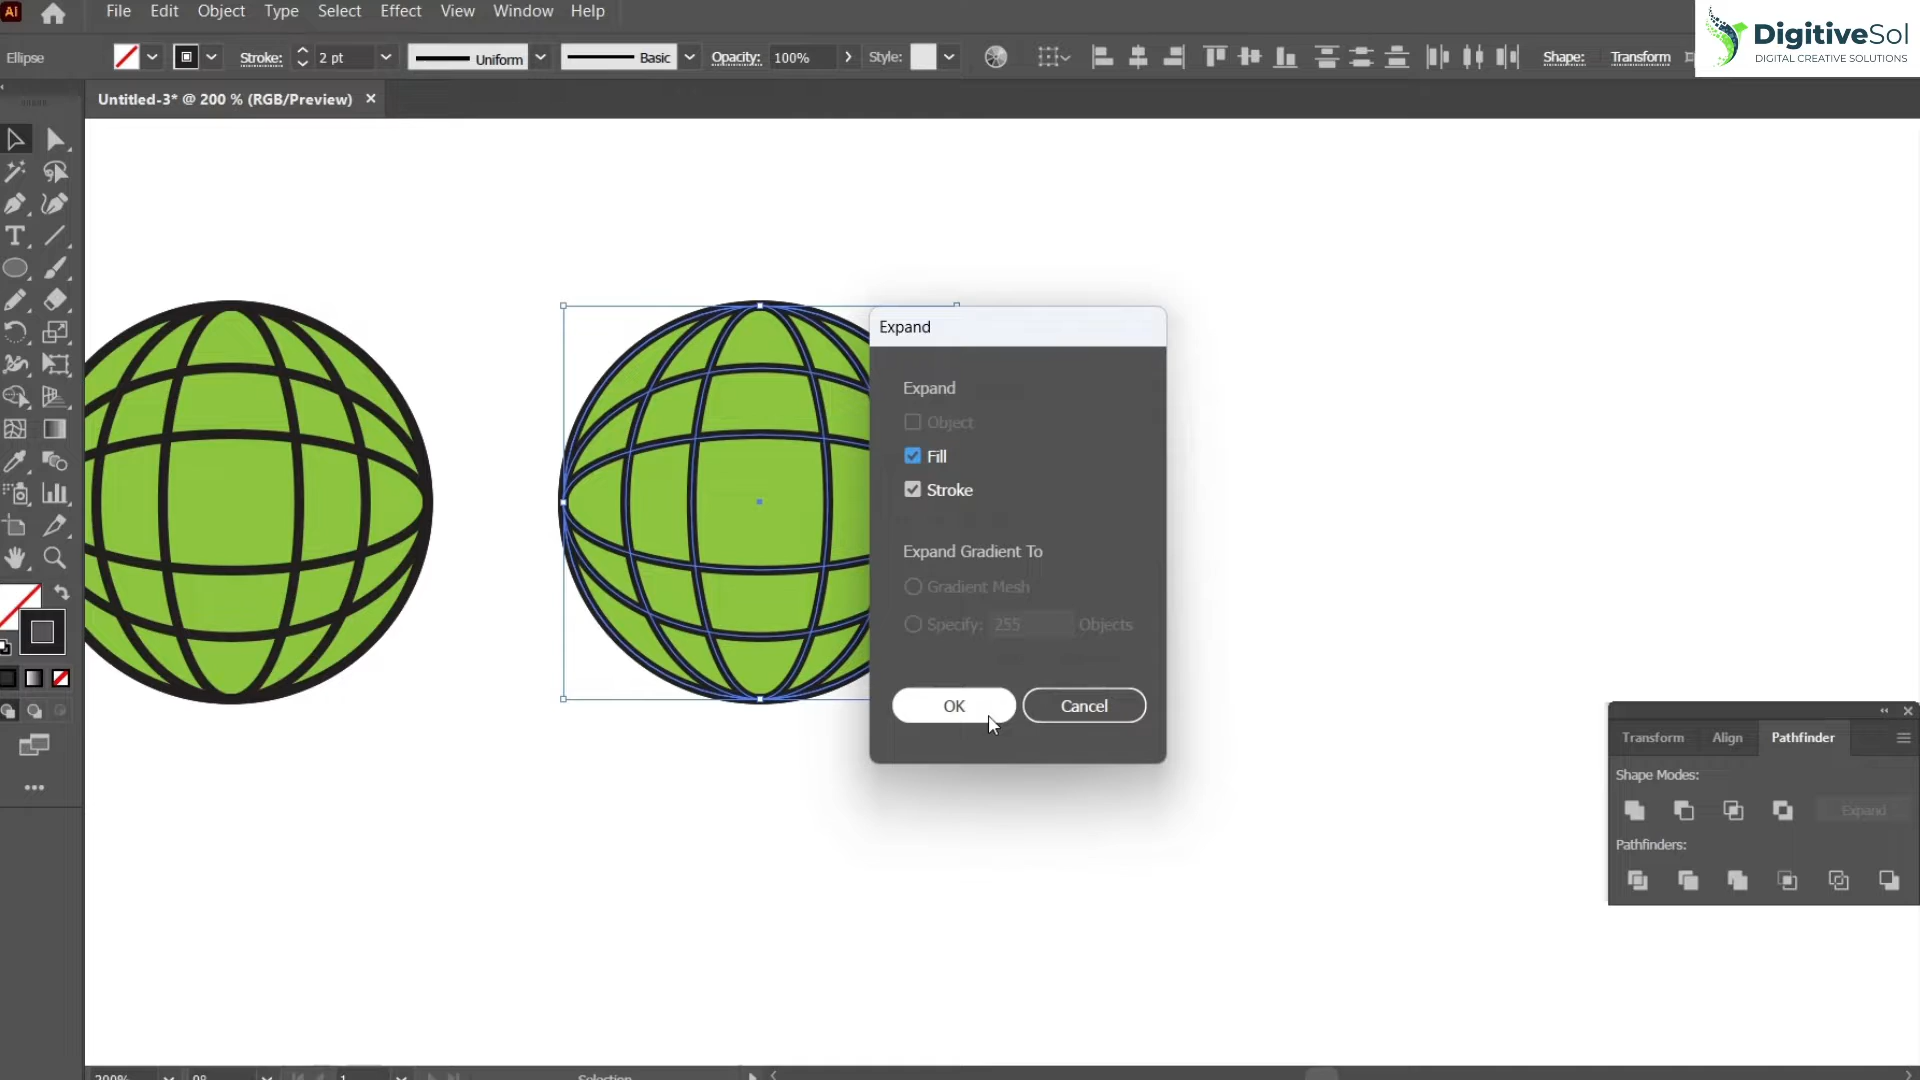 Ai File Edit Object Type Select Effect View Window Help
DigitiveSol
DIGITAL CREATIVE SOLUTIONS
Ellipse Stroke: 2 pt Uniform Basic Opacity: 100% Style: Shape: Transform
Untitled-3* @ 200 % (RGB/Preview) ×
Expand
Expand
Object
Fill
Stroke
Expand Gradient To
Gradient Mesh
Specify: 255 Objects
OK Cancel
Transform Align Pathfinder
Shape Modes:
Expand
Pathfinders:
200% 0° 1 Selection